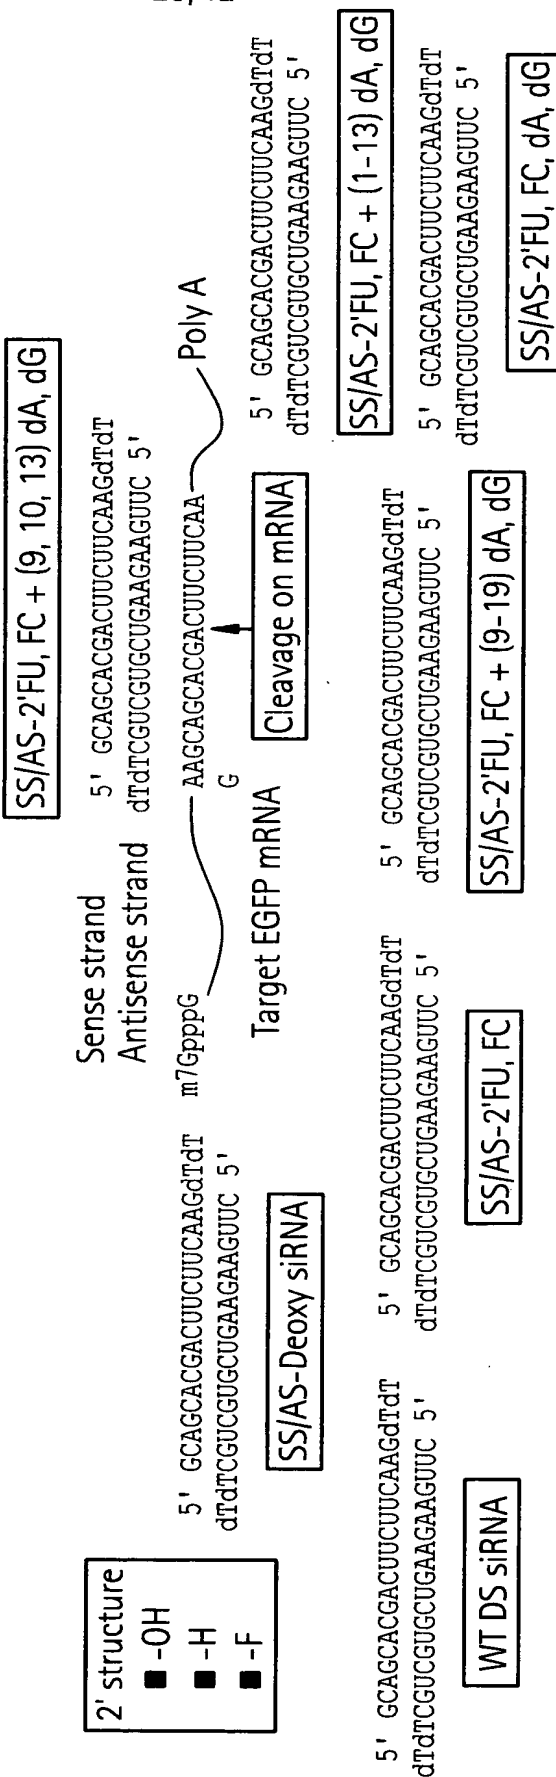 2' structure
-OH
-H
-F
5' GCAGCACGACUUCUUCAAGdTdT
dTdTCGUCGUGCUGAAGAAGUUC 5'
SS/AS-Deoxy siRNA
Sense strand
Antisense strand
SS/AS-2'FU, FC + (9, 10, 13) dA, dG
5' GCAGCACGACUUCUUCAAGdTdT
dTdTCGUCGUGCUGAAGAAGUUC 5'
m7GpppG
AAGCAGCACGACUUCUUCAA
Poly A
G
Target EGFP mRNA
Cleavage on mRNA
5' GCAGCACGACUUCUUCAAGdTdT
dTdTCGUCGUGCUGAAGAAGUUC 5'
SS/AS-2'FU, FC + (1-13) dA, dG
5' GCAGCACGACUUCUUCAAGdTdT
dTdTCGUCGUGCUGAAGAAGUUC 5'
WT DS siRNA
5' GCAGCACGACUUCUUCAAGdTdT
dTdTCGUCGUGCUGAAGAAGUUC 5'
SS/AS-2'FU, FC
5' GCAGCACGACUUCUUCAAGdTdT
dTdTCGUCGUGCUGAAGAAGUUC 5'
SS/AS-2'FU, FC + (9-19) dA, dG
5' GCAGCACGACUUCUUCAAGdTdT
dTdTCGUCGUGCUGAAGAAGUUC 5'
SS/AS-2'FU, FC, dA, dG